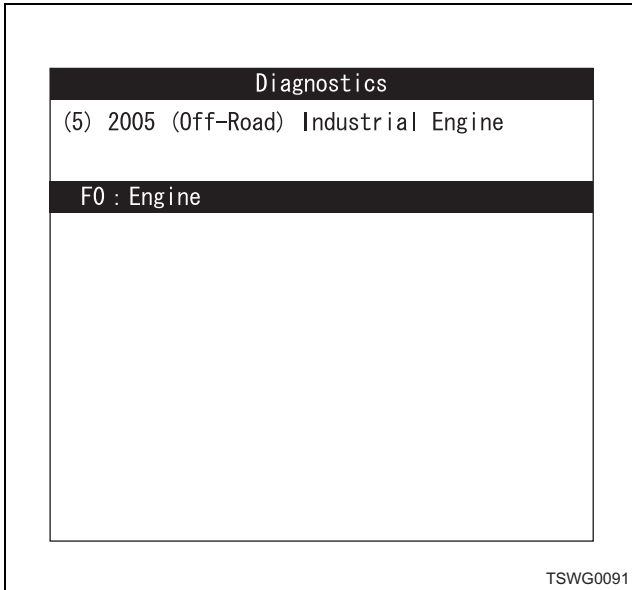 Diagnostics
(5) 2005 (Off-Road) Industrial Engine
F0 : Engine
TSWG0091